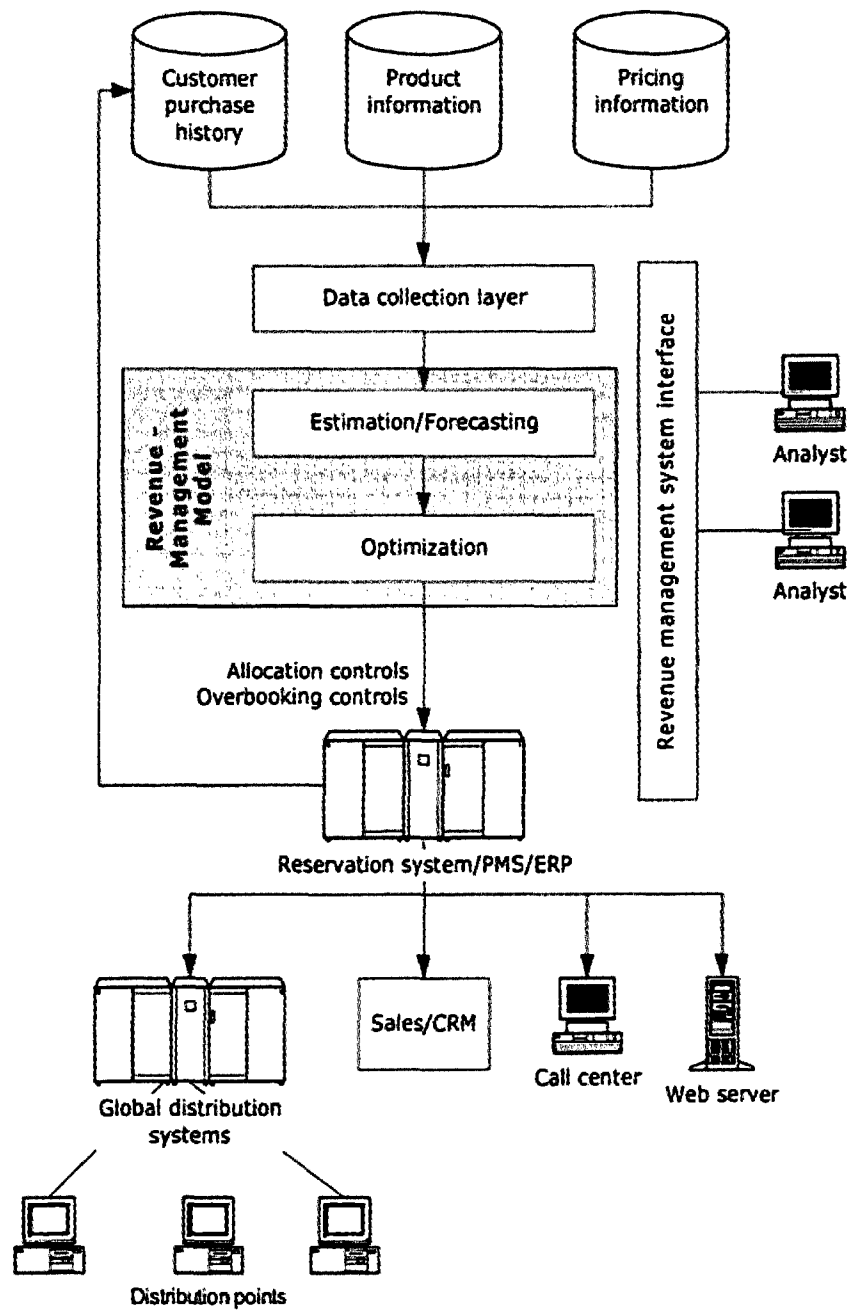 Customer
purchase
history
Product
information
Pricing
information
Data collection layer
Revenue -
Management
Model
Estimation/Forecasting
Optimization
Revenue management system interface
Analyst
Analyst
Allocation controls
Overbooking controls
Reservation system/PMS/ERP
Global distribution
systems
Sales/CRM
Call center
Web server
Distribution points